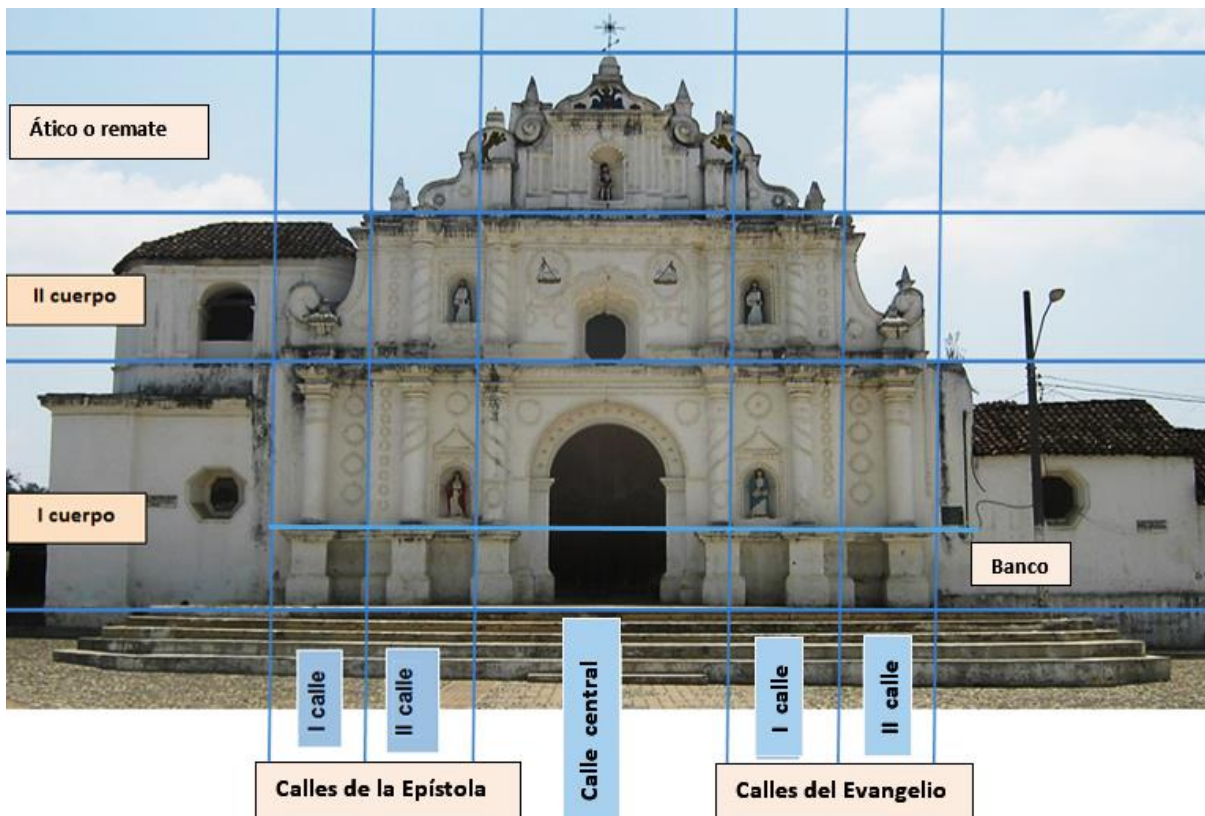 Ático o remate
II cuerpo
I cuerpo
Banco
I calle
II calle
Calle central
I calle
II calle
Calles de la Epístola
Calles del Evangelio